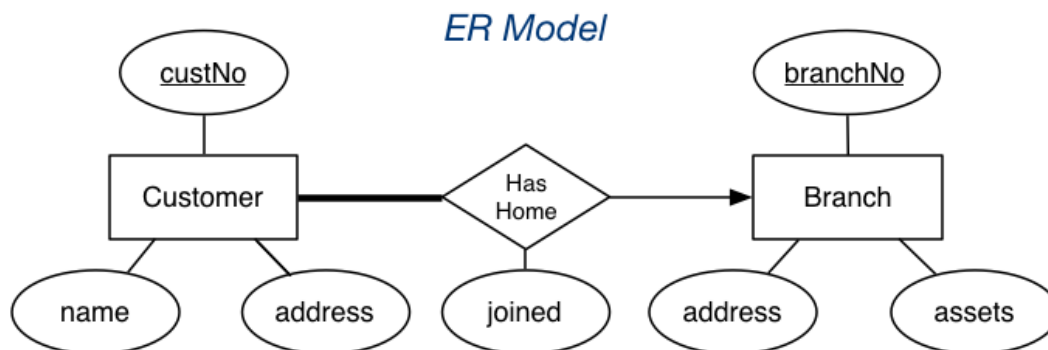 ER Model
custNo
branchNo
Customer
Has
Home
Branch
name
address
joined
address
assets